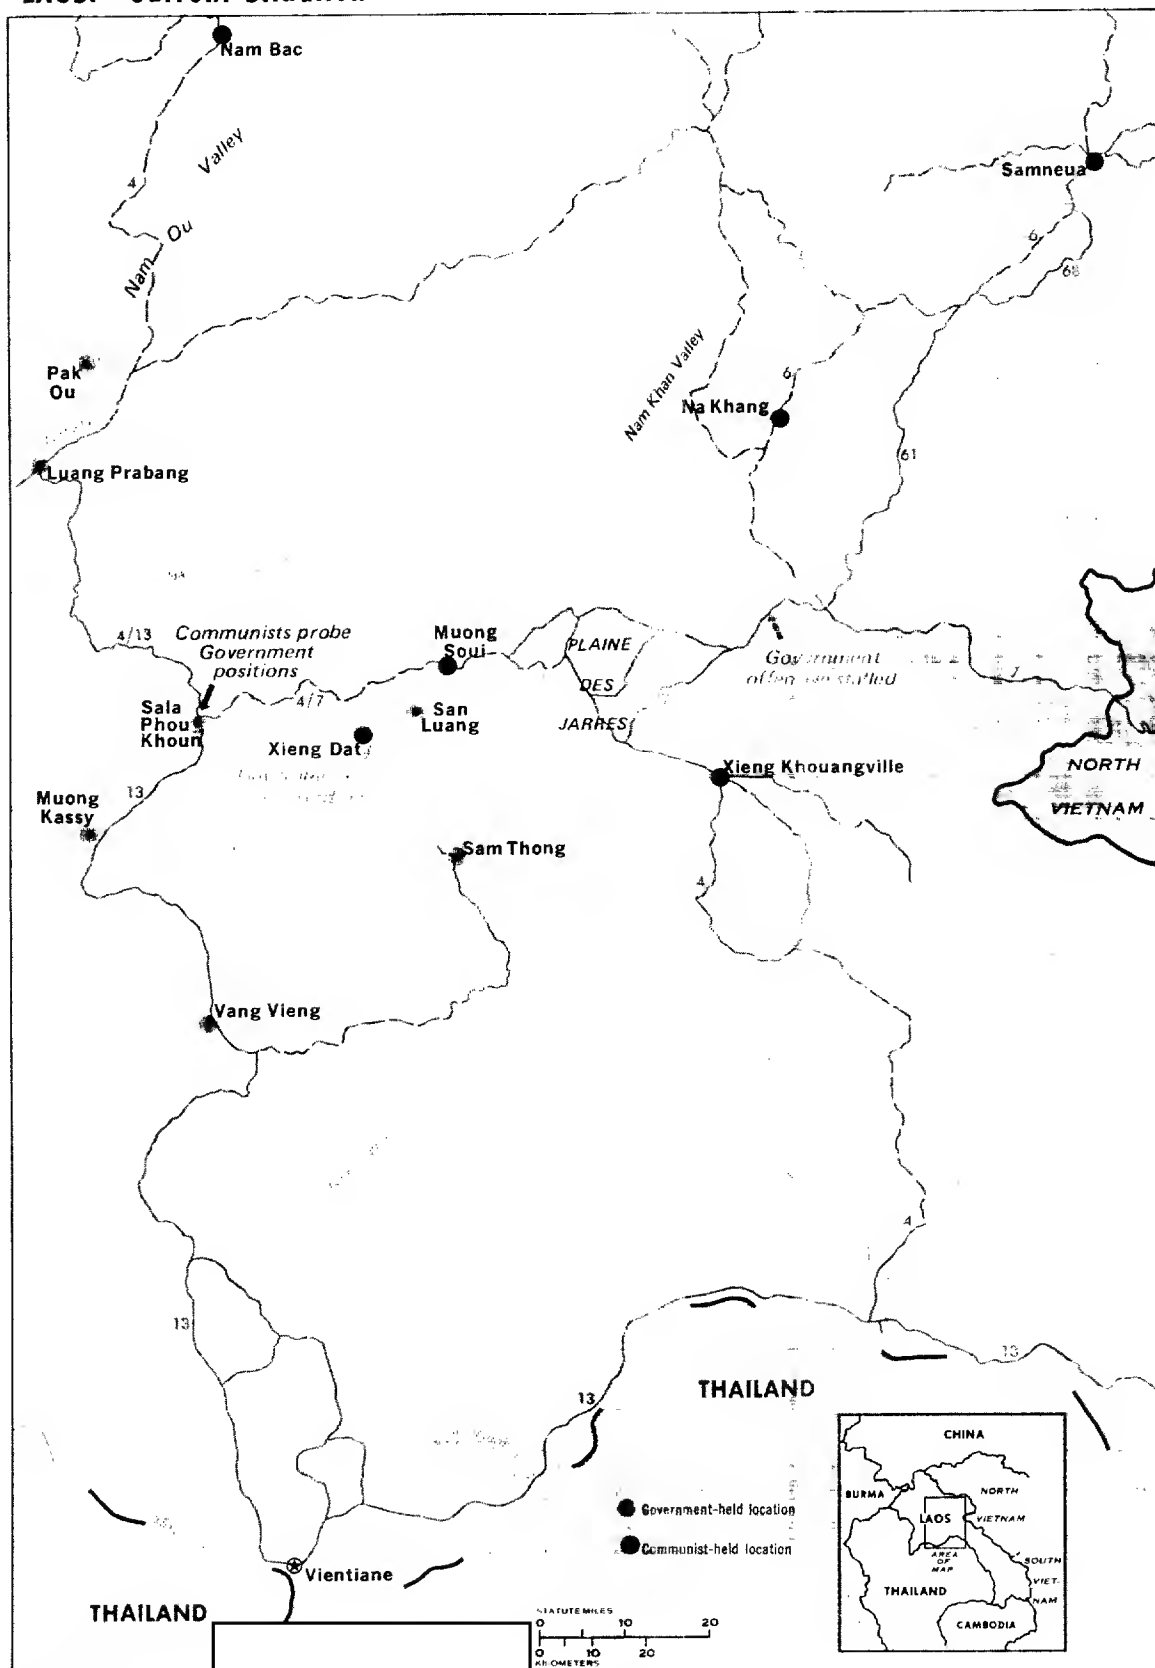 Nam Bac
Valley
4
Ou
Nam
Samneua
6
68
Pak
Ou
Nam Khan Valley
6
Na Khang
61
Luang Prabang
4/13
Communists probe
Government
positions
Muong
Soui
PLAINE
DES
JARRES
Government
offensive stalled
7
Sala
Phou
Khoun
4/7
San
Luang
Xieng Dat
Xieng Khouangville
NORTH
VIETNAM
13
Muong
Kassy
Sam Thong
4
Vang Vieng
4
13
13
THAILAND
13
CHINA
BURMA
NORTH
VIETNAM
LAOS
AREA
OF
MAP
SOUTH
VIET-
NAM
THAILAND
CAMBODIA
Government-held location
Communist-held location
Vientiane
THAILAND
STATUTE MILES
0 10 20
0 10 20
KILOMETERS